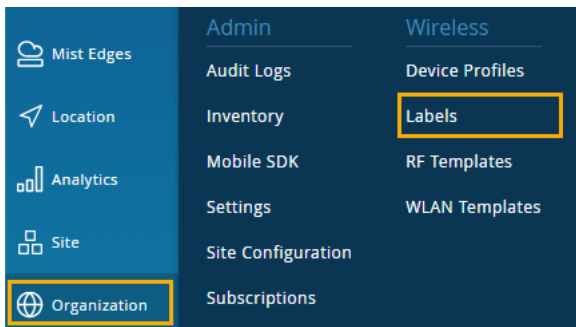 Mist Edges
Location
Analytics
Site
Organization
Admin
Audit Logs
Inventory
Mobile SDK
Settings
Site Configuration
Subscriptions
Wireless
Device Profiles
Labels
RF Templates
WLAN Templates